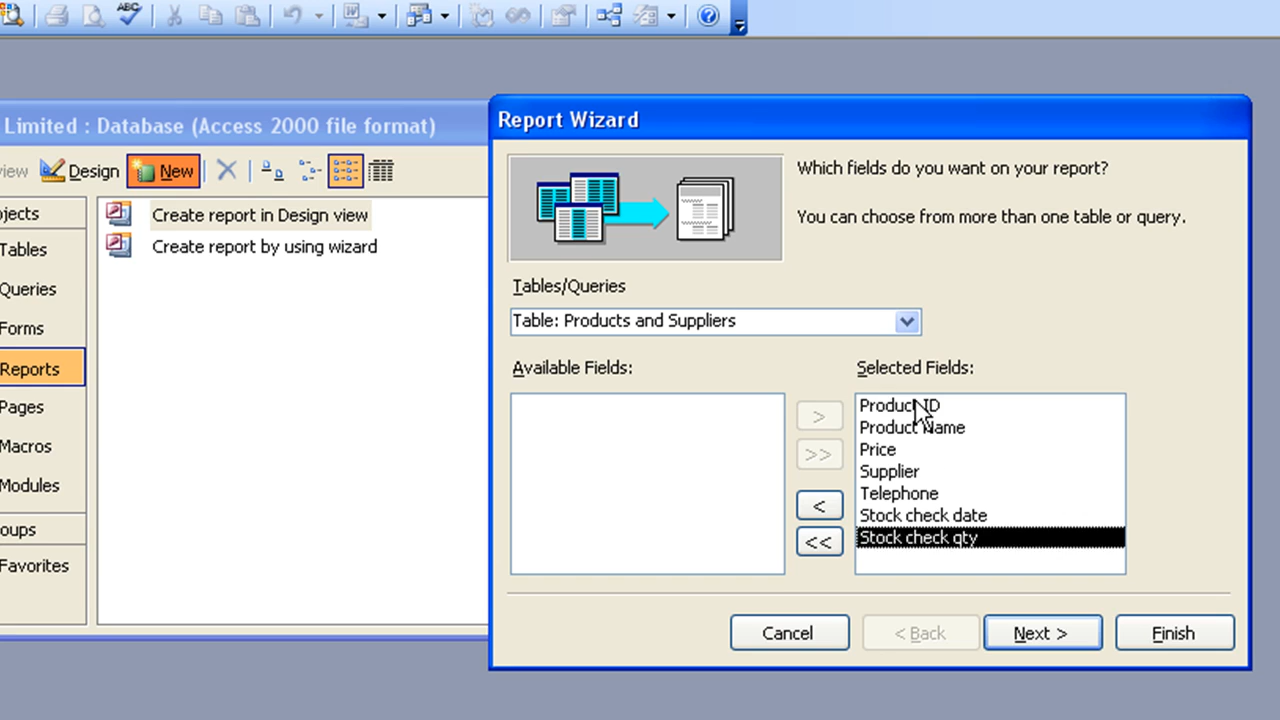 ABC
Limited : Database (Access 2000 file format)
Design
New
Create report in Design view
Create report by using wizard
Tables
Queries
Forms
Reports
Pages
Macros
Modules
Favorites
Report Wizard
Which fields do you want on your report?
You can choose from more than one table or query.
Tables/Queries
Table: Products and Suppliers
Available Fields:
Selected Fields:
>
>>
<
<<
Product ID
Product Name
Price
Supplier
Telephone
Stock check date
Stock check qty
Cancel
< Back
Next >
Finish